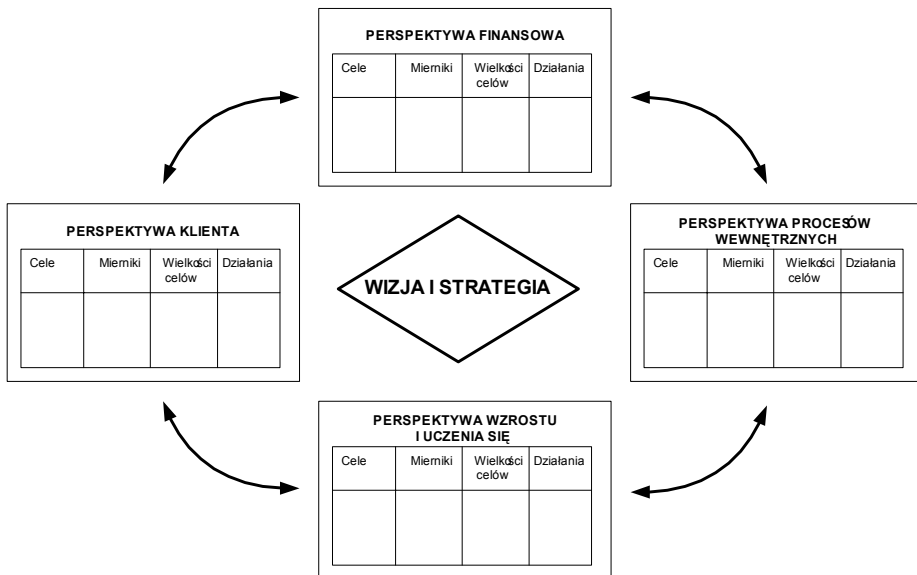 PERSPEKTYWA FINANSOWA
Cele Mierniki Wielkości Działania
celów
PERSPEKTYWA KLIENTA
Cele Mierniki Wielkości Działania
celów
WIZJA I STRATEGIA
PERSPEKTYWA PROCESÓW
WEWNĘTRZNYCH
Cele Mierniki Wielkości Działania
celów
PERSPEKTYWA WZROSTU
I UCZENIA SIĘ
Cele Mierniki Wielkości Działania
celów